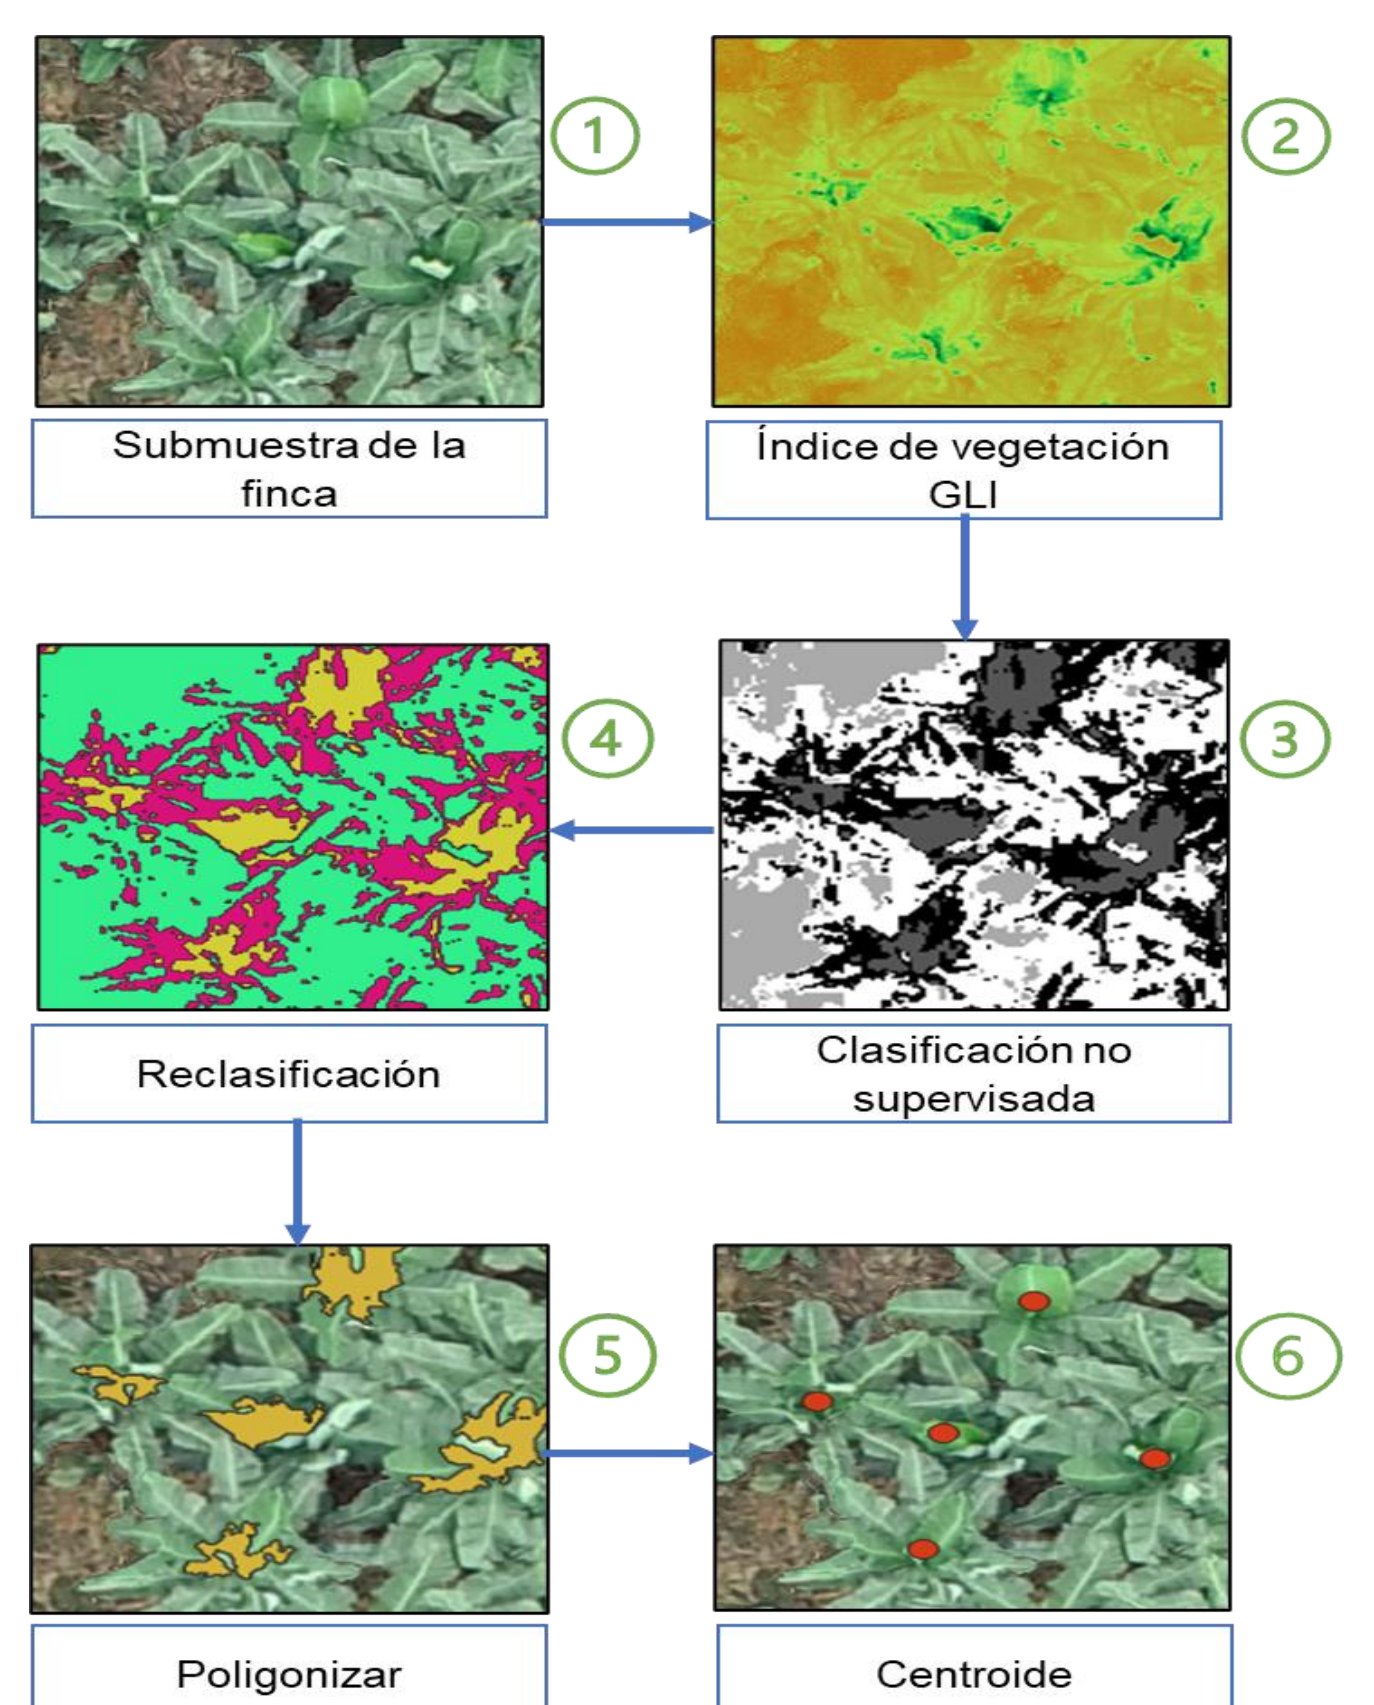 1
2
Submuestra de la
finca
Índice de vegetación
GLI
4
3
Reclasificación
Clasificación no
supervisada
5
6
Poligonizar
Centroide